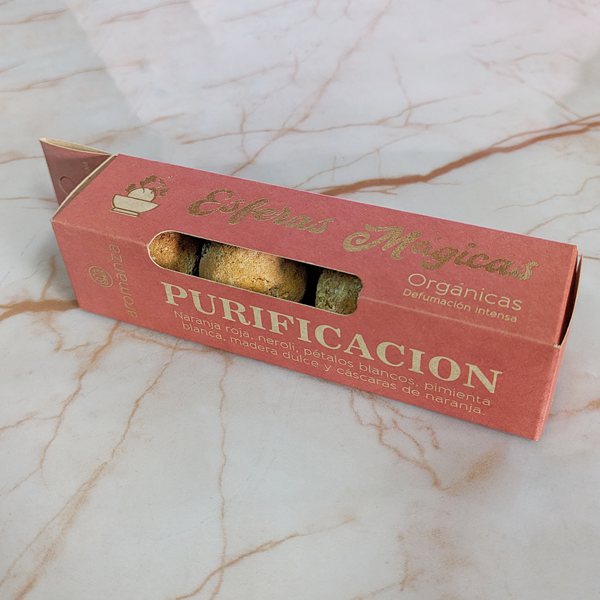 Esferas Magicas
Orgánicas
Defumación intensa
aromanza
PURIFICACION
Naranja roja, neroli, pétalos blancos, pimienta
blanca, madera dulce y cáscaras de naranja.